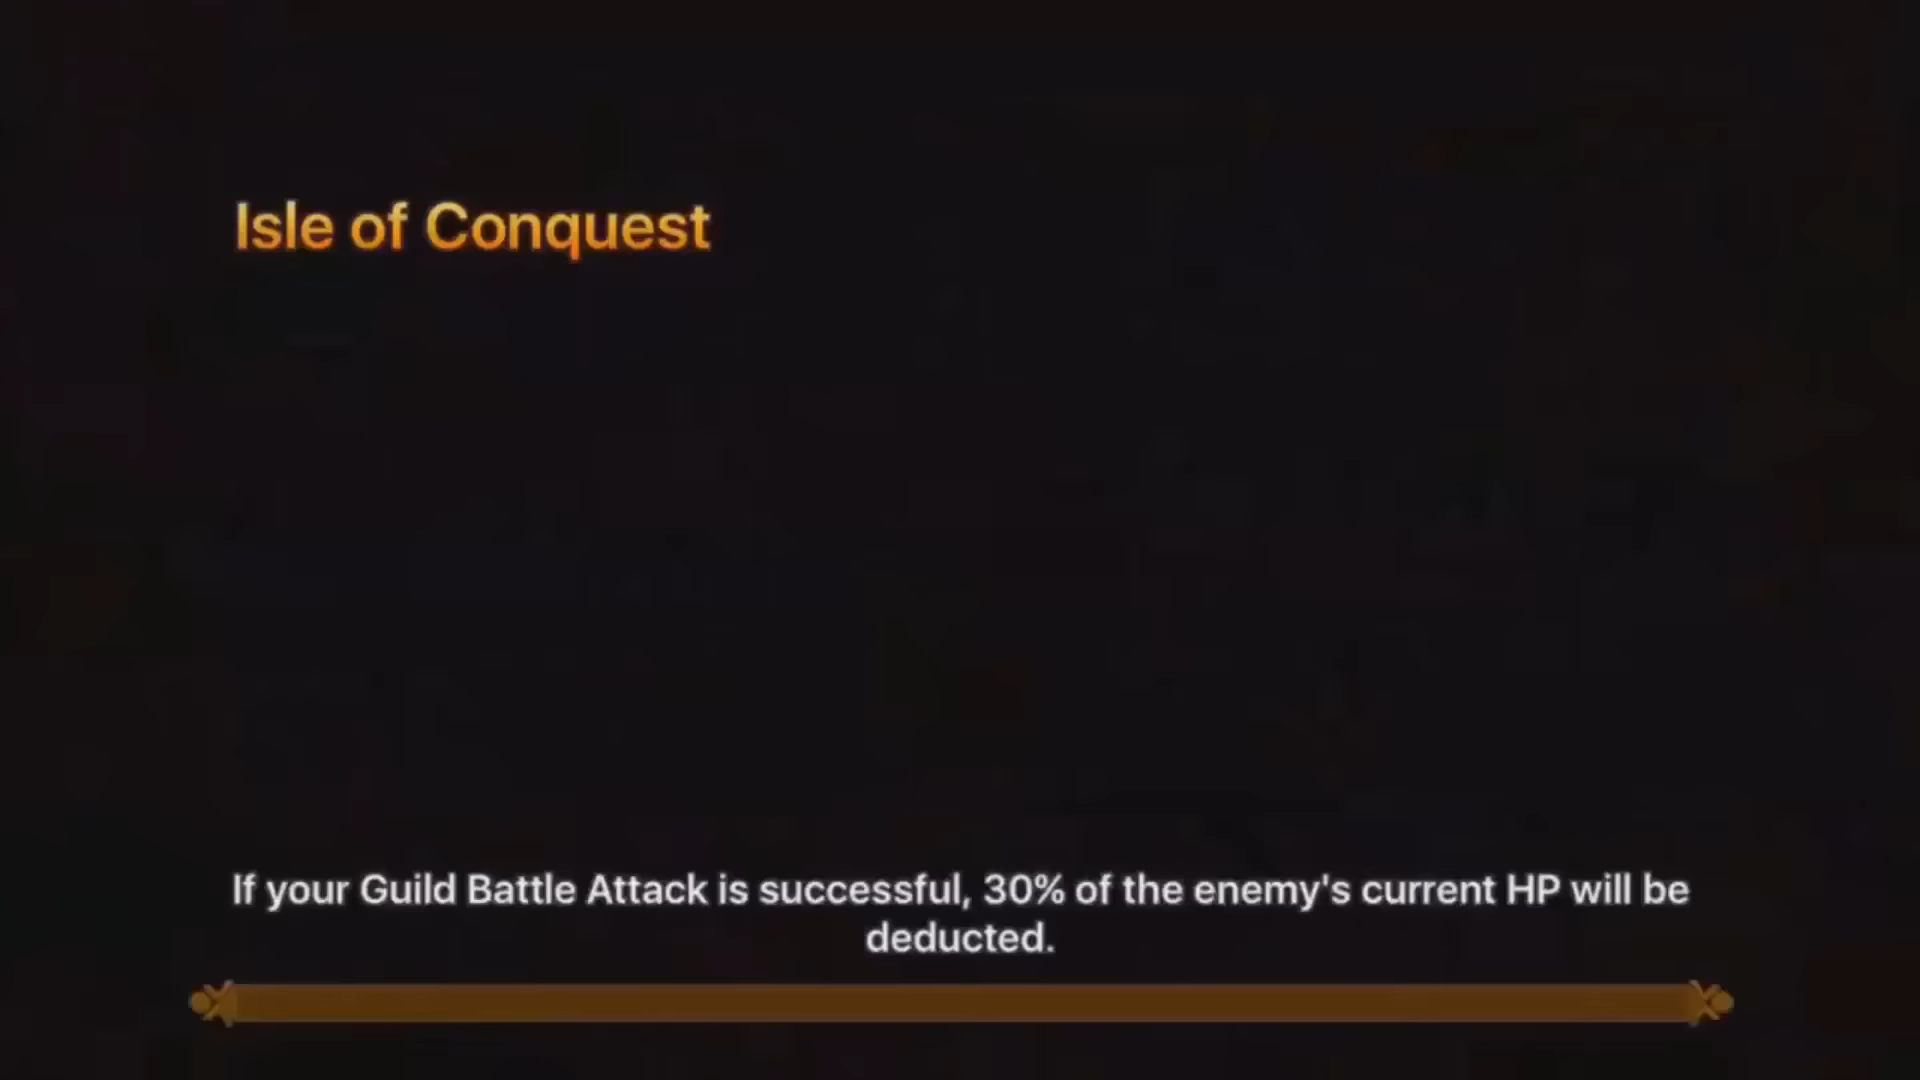 Isle of Conquest
If your Guild Battle Attack is successful, 30% of the enemy's current HP will be
deducted.